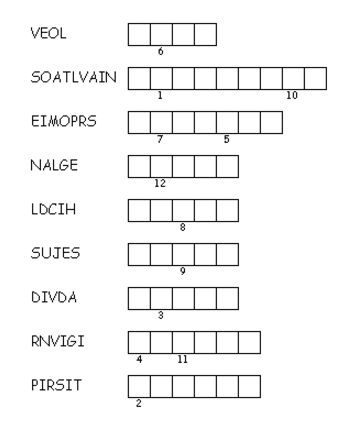 VEOL
6
SOATLVAIN
1 10
EIMOPRS
7 5
NALGE
12
LDCIH
8
SUJES
9
DIVDA
3
RNVIGI
4 11
PIRSIT
2